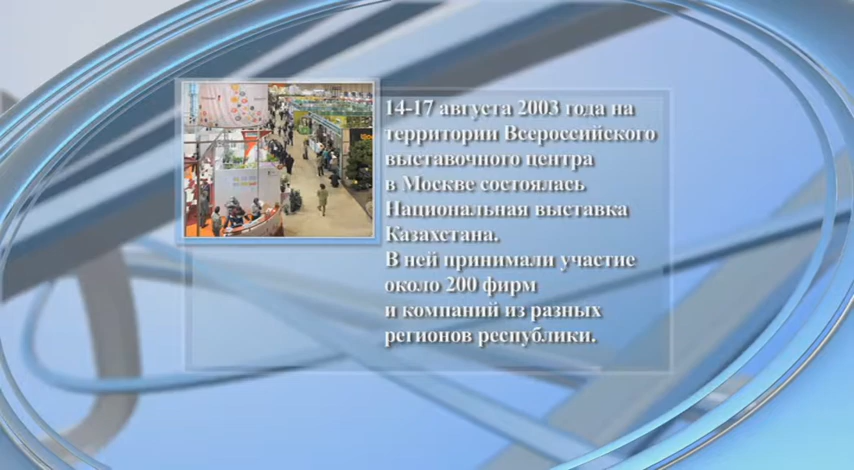 14-17 августа 2003 года на
территории Всероссийского
выставочного центра
в Москве состоялась
Национальная выставка
Казахстана.
В ней принимали участие
около 200 фирм
и компаний из разных
регионов республики.